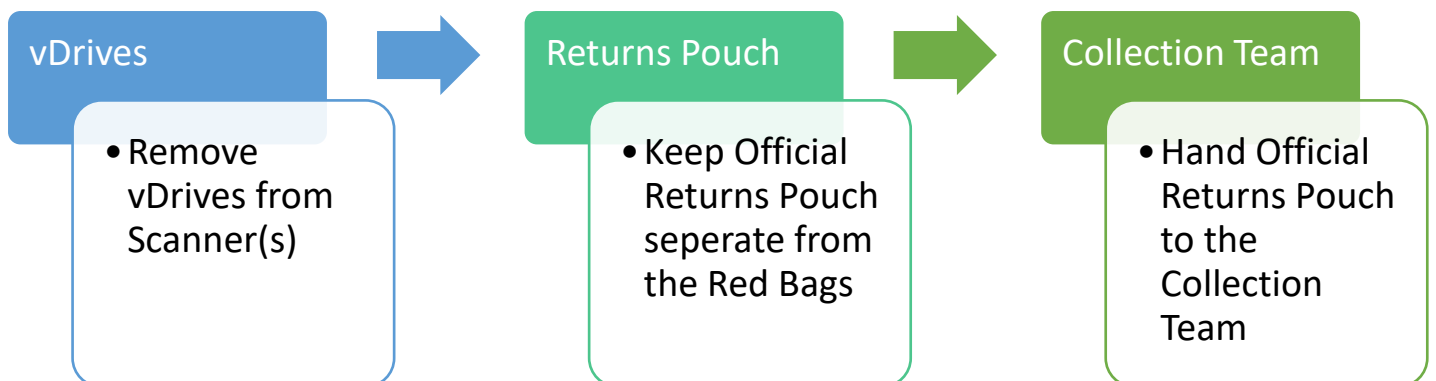 vDrives
• Remove
vDrives from
Scanner(s)
Returns Pouch
• Keep Official
Returns Pouch
seperate from
the Red Bags
Collection Team
• Hand Official
Returns Pouch
to the
Collection
Team